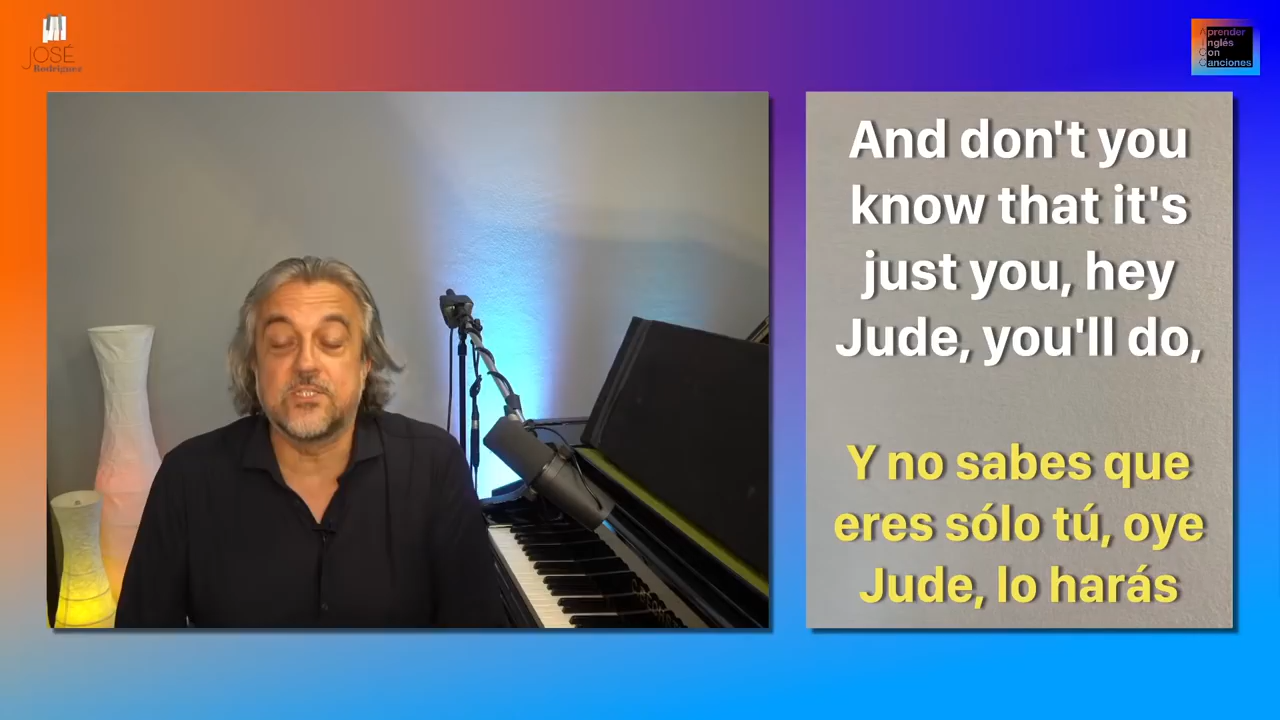 JOSÉ
Rodríguez
Aprender
Inglés
Con
Canciones
And don't you
know that it's
just you, hey
Jude, you'll do,
Y no sabes que
eres sólo tú, oye
Jude, lo harás